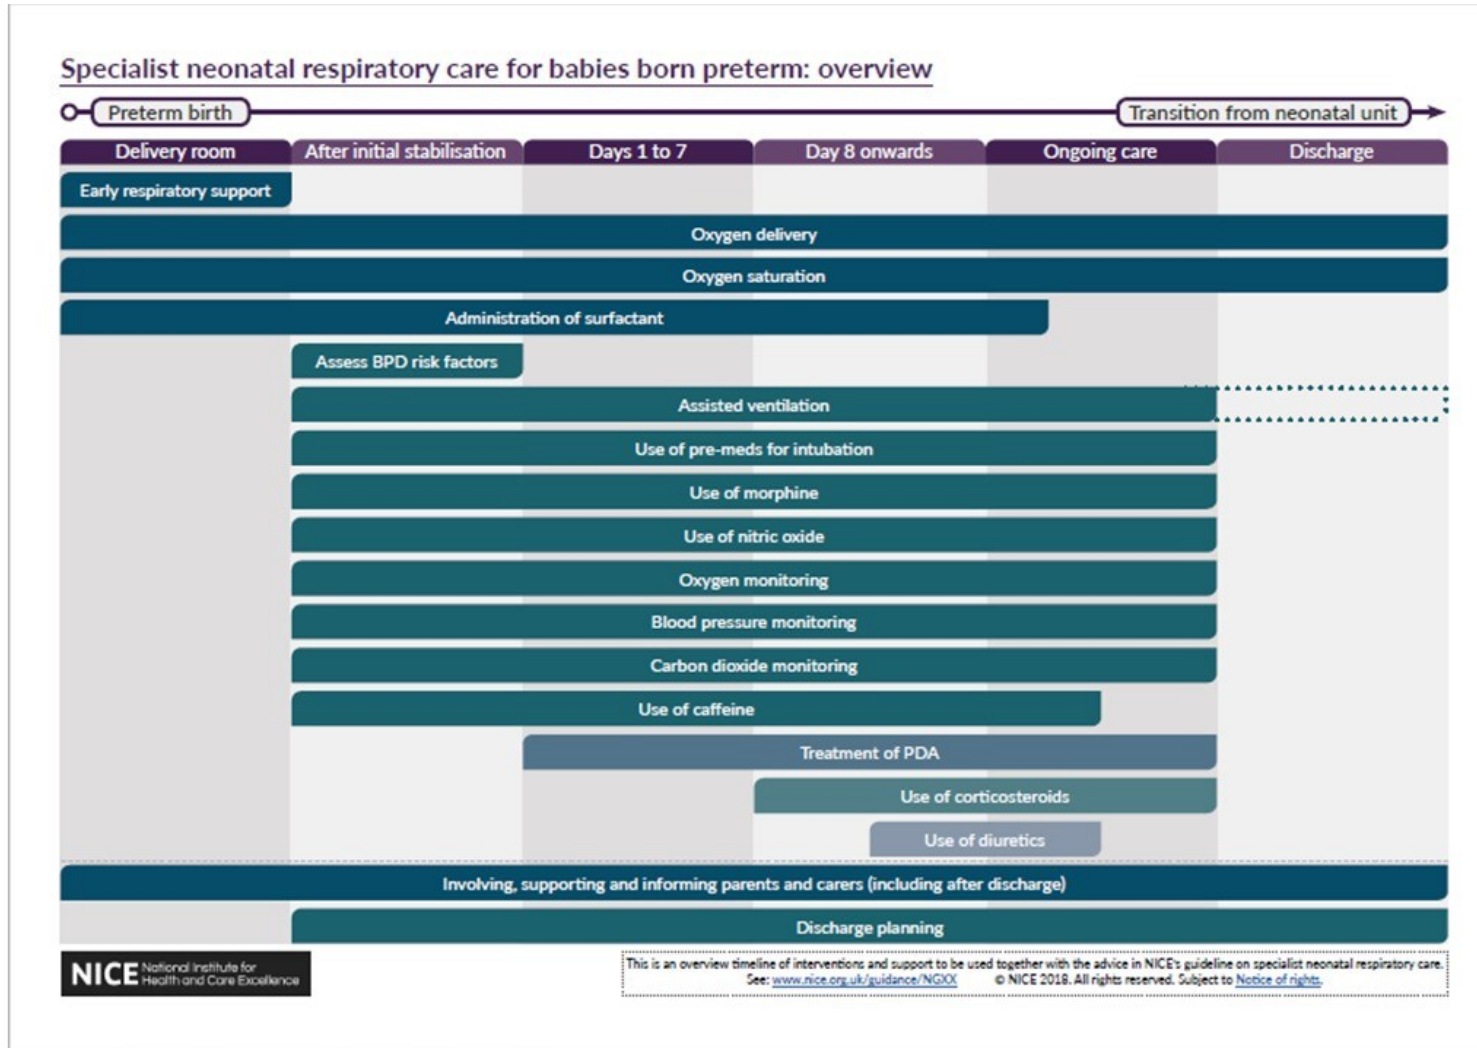 Specialist neonatal respiratory care for babies born preterm: overview
Preterm birth
Transition from neonatal unit
Delivery room
After initial stabilisation
Days 1 to 7
Day 8 onwards
Ongoing care
Discharge
Early respiratory support
Oxygen delivery
Oxygen saturation
Administration of surfactant
Assess BPD risk factors
Assisted ventilation
Use of pre-meds for intubation
Use of morphine
Use of nitric oxide
Oxygen monitoring
Blood pressure monitoring
Carbon dioxide monitoring
Use of caffeine
Treatment of PDA
Use of corticosteroids
Use of diuretics
Involving, supporting and informing parents and carers (including after discharge)
Discharge planning
NICE National Institute for
Health and Care Excellence
This is an overview timeline of interventions and support to be used together with the advice in NICE's guideline on specialist neonatal respiratory care.
See: www.nice.org.uk/guidance/NGXX © NICE 2018. All rights reserved. Subject to Notice of rights.